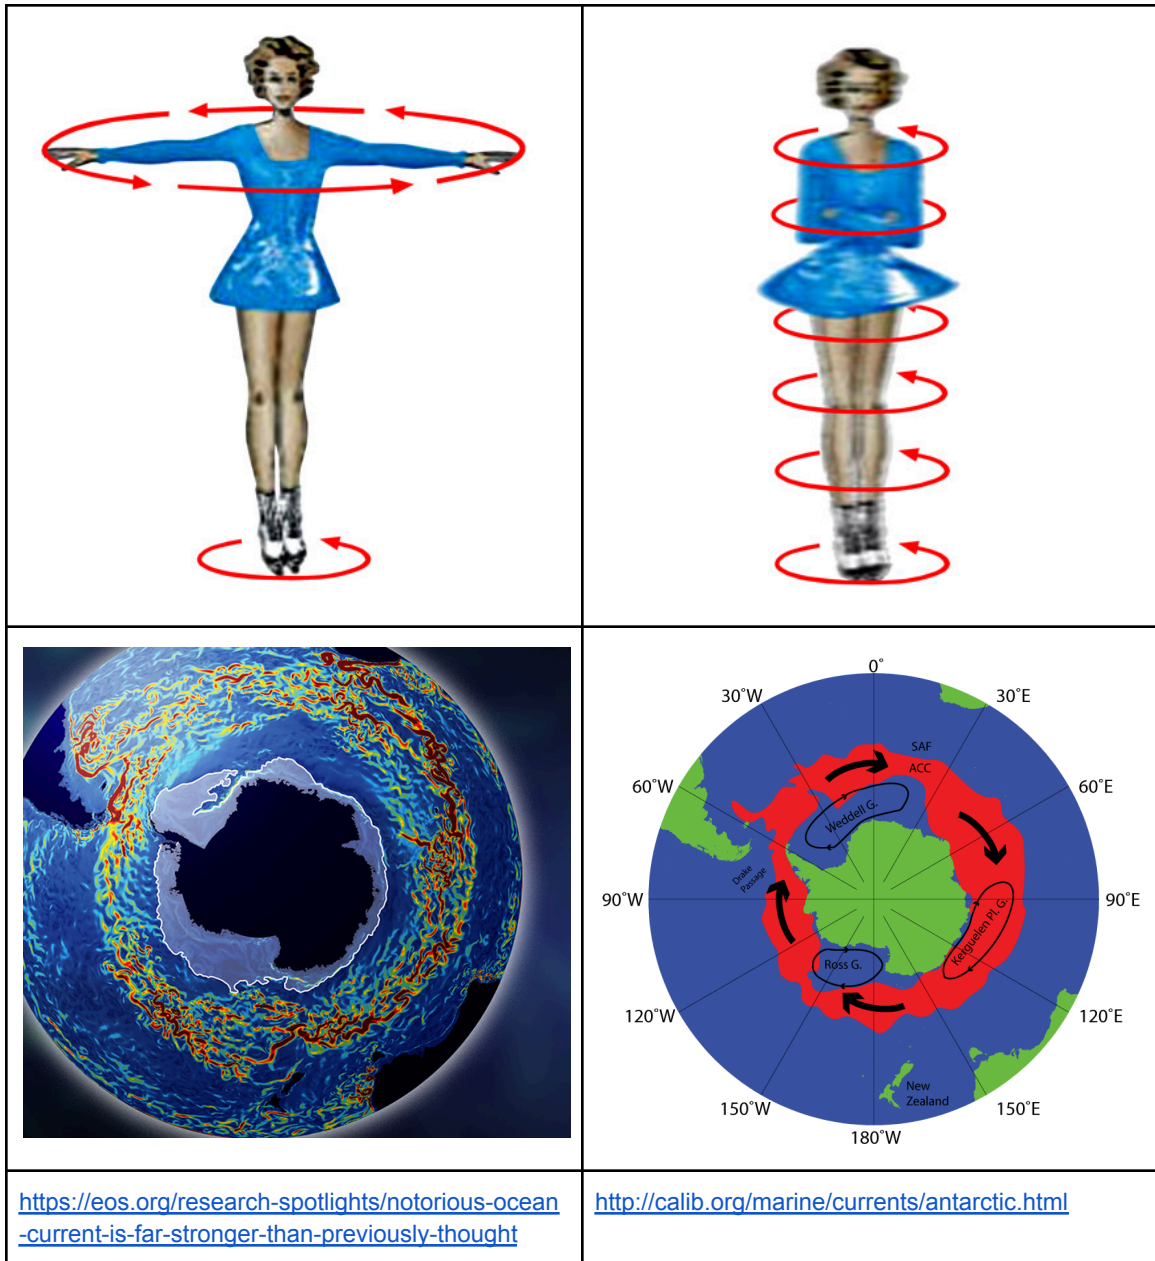 0˚
30˚W
30˚E
SAF
ACC
60˚W
60˚E
Weddell G.
Drake
Passage
90˚W
90˚E
Kerguelen Pl. G.
Ross G.
120˚W
120˚E
New
Zealand
150˚W
150˚E
180˚W
https://eos.org/research-spotlights/notorious-ocean
-current-is-far-stronger-than-previously-thought
http://calib.org/marine/currents/antarctic.html